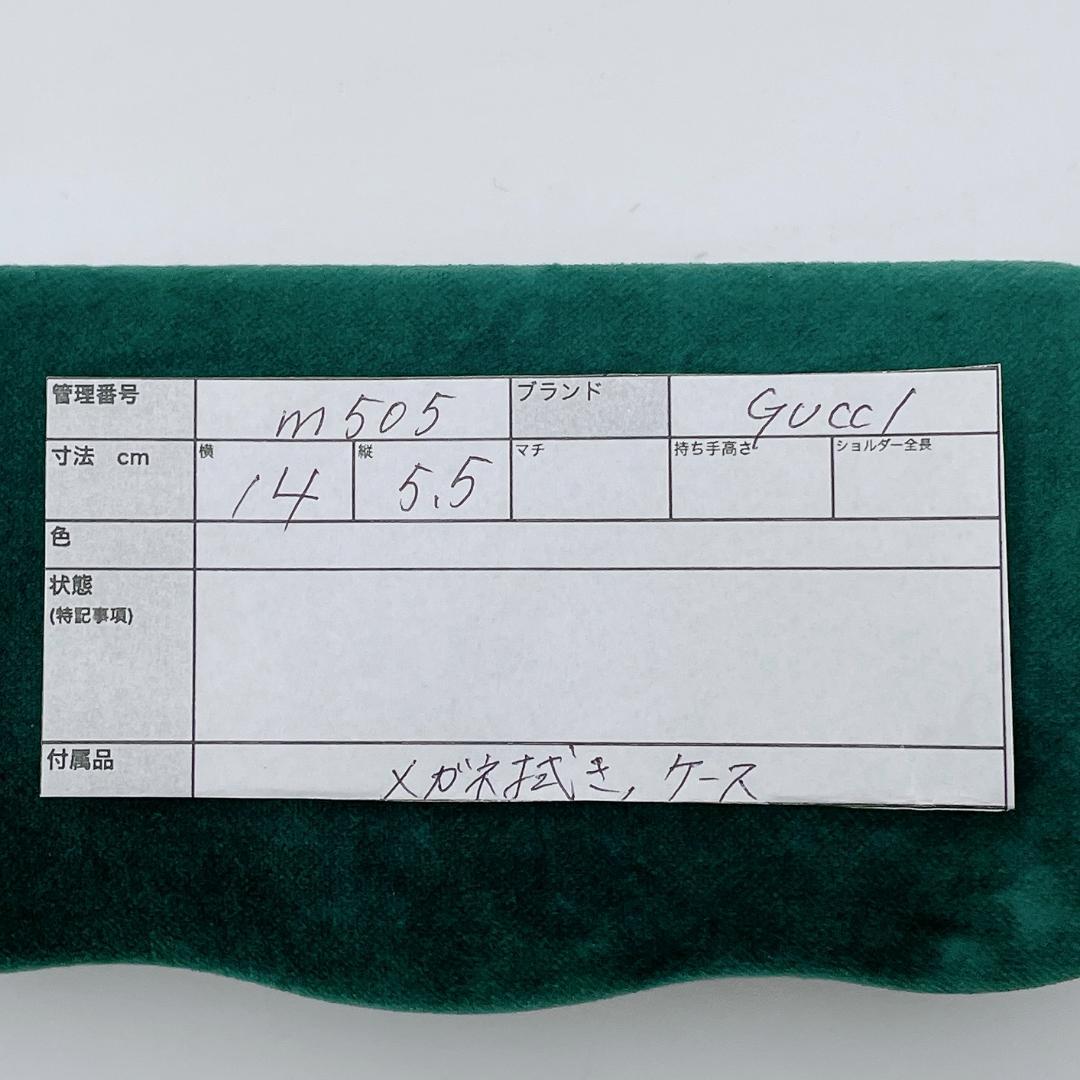 管理番号 m505 ブランド GUCCI
寸法 cm 横 14 縦 5.5 マチ 持ち手高さ ショルダー全長
色
状態
(特記事項)
付属品 メガネ拭き, ケース